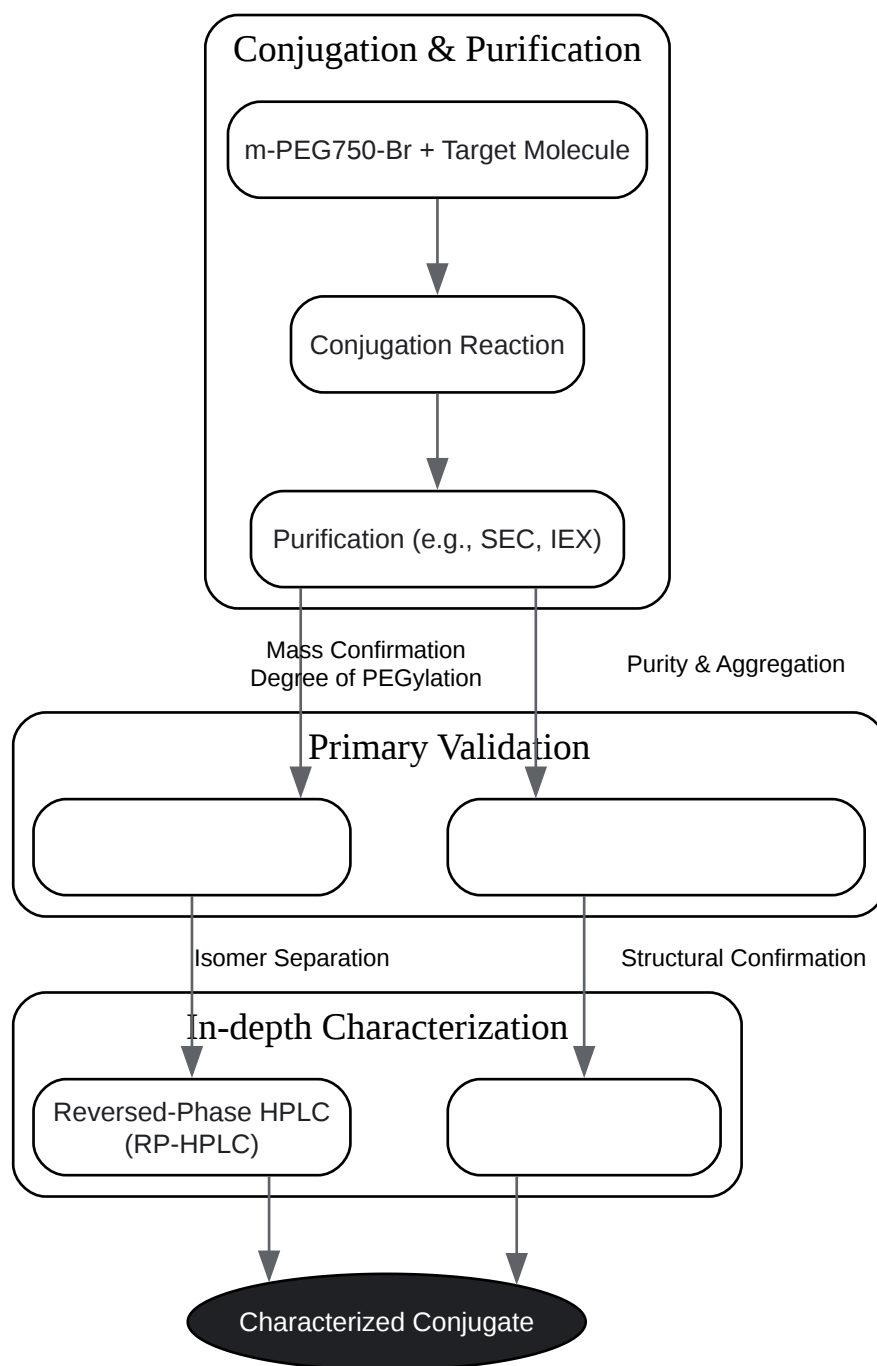 Conjugation & Purification
m-PEG750-Br + Target Molecule
Conjugation Reaction
Purification (e.g., SEC, IEX)
Mass Confirmation
Degree of PEGylation
Purity & Aggregation
Primary Validation
Isomer Separation
Structural Confirmation
In-depth Characterization
Reversed-Phase HPLC
(RP-HPLC)
Characterized Conjugate